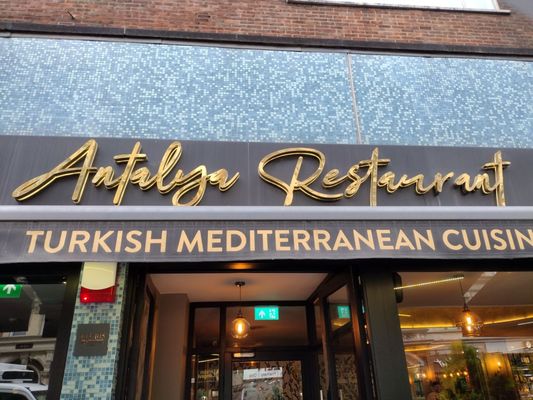 Antalya Restaurant
TURKISH MEDITERRANEAN CUISIN